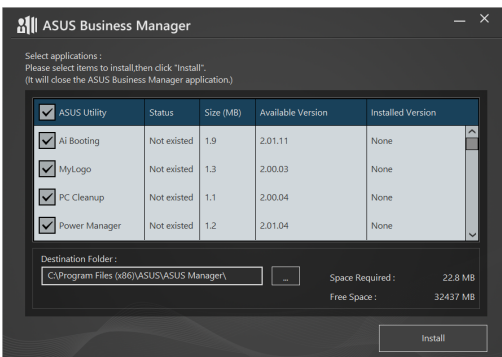 ASUS Business Manager
Select applications :
Please select items to install,then click "Install".
(It will close the ASUS Business Manager application.)
ASUS Utility Status Size (MB) Available Version Installed Version
Ai Booting Not existed 1.9 2.01.11 None
MyLogo Not existed 1.3 2.00.03 None
PC Cleanup Not existed 1.1 2.00.04 None
Power Manager Not existed 1.2 2.01.04 None
Destination Folder :
C:\Program Files (x86)\ASUS\ASUS Manager\ ... Space Required : 22.8 MB
Free Space : 32437 MB
Install